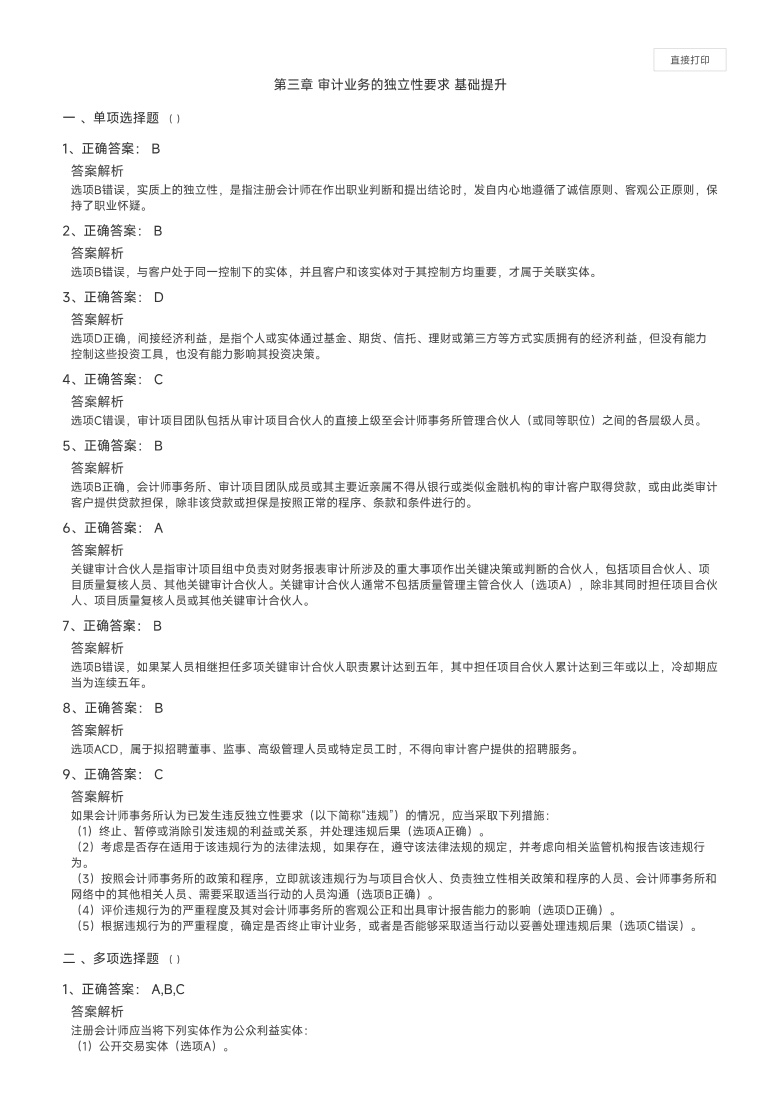 直接打印
第三章 审计业务的独立性要求 基础提升
一 、单项选择题 （ ）
1、正确答案： B
答案解析
选项B错误，实质上的独立性，是指注册会计师在作出职业判断和提出结论时，发自内心地遵循了诚信原则、客观公正原则，保
持了职业怀疑。
2、正确答案： B
答案解析
选项B错误，与客户处于同一控制下的实体，并且客户和该实体对于其控制方均重要，才属于关联实体。
3、正确答案： D
答案解析
选项D正确，间接经济利益，是指个人或实体通过基金、期货、信托、理财或第三方等方式实质拥有的经济利益，但没有能力
控制这些投资工具，也没有能力影响其投资决策。
4、正确答案： C
答案解析
选项C错误，审计项目团队包括从审计项目合伙人的直接上级至会计师事务所管理合伙人（或同等职位）之间的各层级人员。
5、正确答案： B
答案解析
选项B正确，会计师事务所、审计项目团队成员或其主要近亲属不得从银行或类似金融机构的审计客户取得贷款，或由此类审计
客户提供贷款担保，除非该贷款或担保是按照正常的程序、条款和条件进行的。
6、正确答案： A
答案解析
关键审计合伙人是指审计项目组中负责对财务报表审计所涉及的重大事项作出关键决策或判断的合伙人，包括项目合伙人、项
目质量复核人员、其他关键审计合伙人。关键审计合伙人通常不包括质量管理主管合伙人（选项A），除非其同时担任项目合伙
人、项目质量复核人员或其他关键审计合伙人。
7、正确答案： B
答案解析
选项B错误，如果某人员相继担任多项关键审计合伙人职责累计达到五年，其中担任项目合伙人累计达到三年或以上，冷却期应
当为连续五年。
8、正确答案： B
答案解析
选项ACD，属于拟招聘董事、监事、高级管理人员或特定员工时，不得向审计客户提供的招聘服务。
9、正确答案： C
答案解析
如果会计师事务所认为已发生违反独立性要求（以下简称“违规”）的情况，应当采取下列措施：
（1）终止、暂停或消除引发违规的利益或关系，并处理违规后果（选项A正确）。
（2）考虑是否存在适用于该违规行为的法律法规，如果存在，遵守该法律法规的规定，并考虑向相关监管机构报告该违规行
为。
（3）按照会计师事务所的政策和程序，立即就该违规行为与项目合伙人、负责独立性相关政策和程序的人员、会计师事务所和
网络中的其他相关人员、需要采取适当行动的人员沟通（选项B正确）。
（4）评价违规行为的严重程度及其对会计师事务所的客观公正和出具审计报告能力的影响（选项D正确）。
（5）根据违规行为的严重程度，确定是否终止审计业务，或者是否能够采取适当行动以妥善处理违规后果（选项C错误）。
二 、多项选择题 （ ）
1、正确答案： A,B,C
答案解析
注册会计师应当将下列实体作为公众利益实体：
（1）公开交易实体（选项A）。